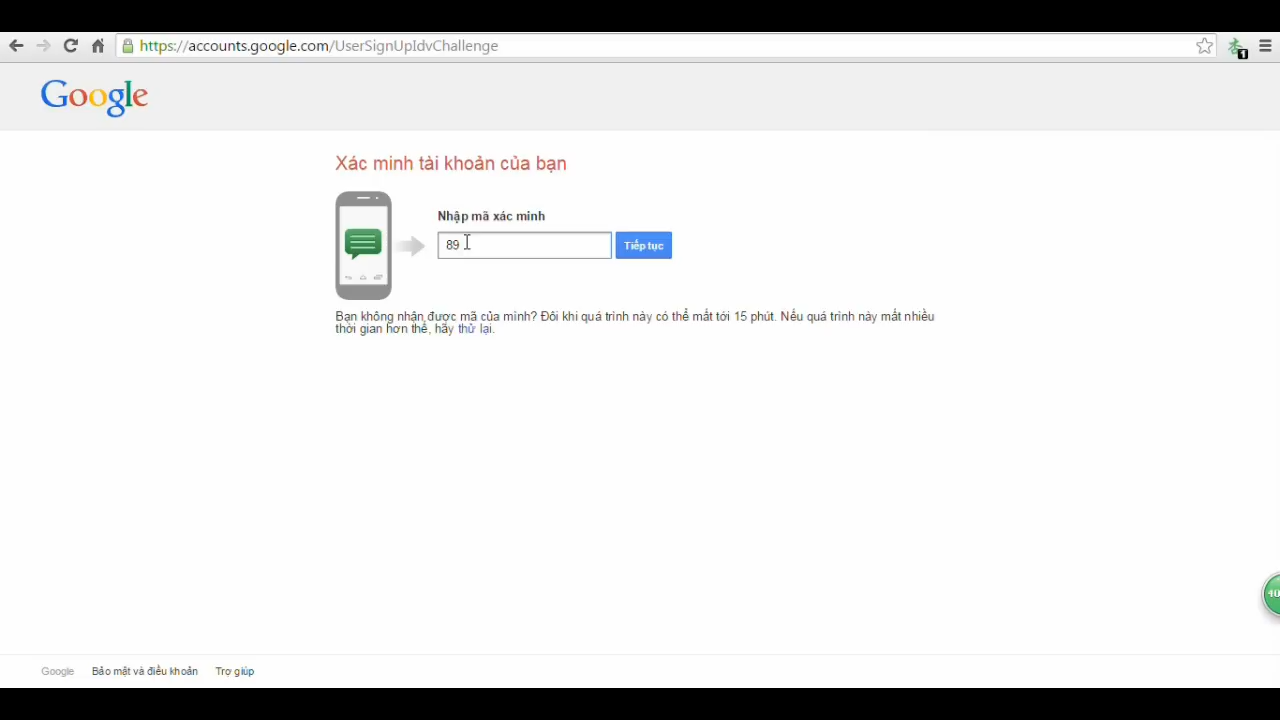 https://accounts.google.com/UserSignUpIdvChallenge
1
Google
Xác minh tài khoản của bạn
Nhập mã xác minh
89
Tiếp tục
Bạn không nhận được mã của mình? Đôi khi quá trình này có thể mất tới 15 phút. Nếu quá trình này mất nhiều
thời gian hơn thế, hãy thử lại.
40
Google Bảo mật và điều khoản Trợ giúp